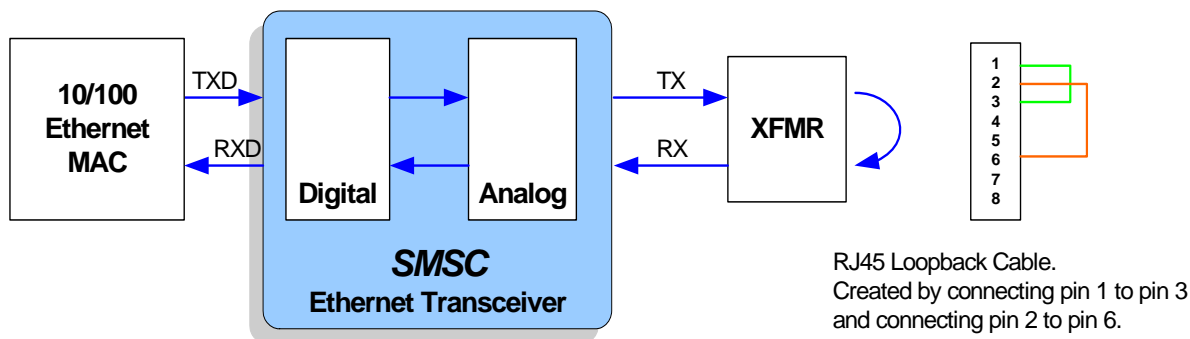 10/100
Ethernet
MAC
TXD
RXD
Digital
Analog
SMSC
Ethernet Transceiver
TX
RX
XFMR
1
2
3
4
5
6
7
8
RJ45 Loopback Cable.
Created by connecting pin 1 to pin 3
and connecting pin 2 to pin 6.